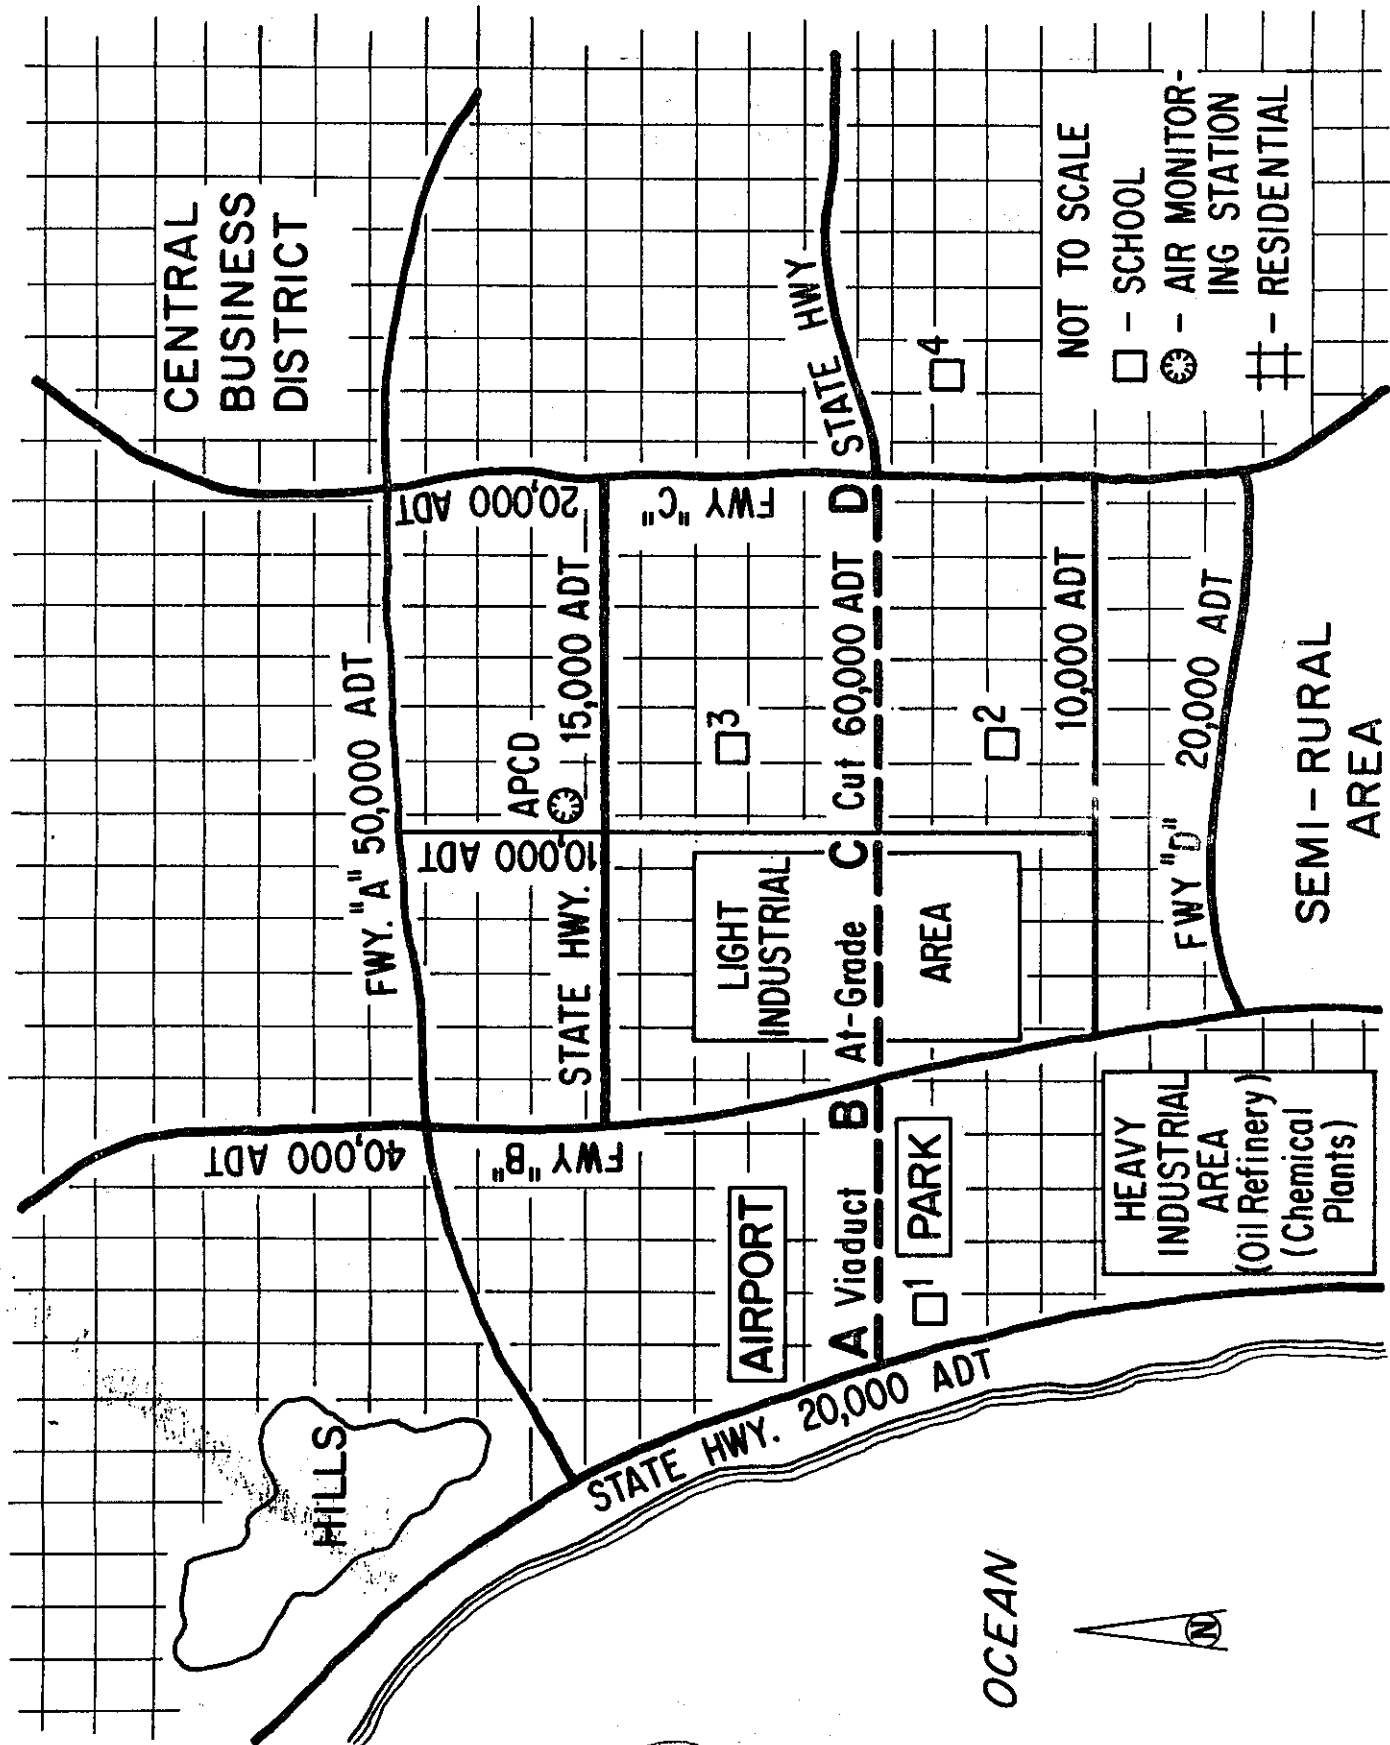 CENTRAL
BUSINESS
DISTRICT
HILLS
FWY. "A" 50,000 ADT
40,000 ADT
FWY "B"
20,000 ADT
FWY "C"
APCD
10,000 ADT
STATE HWY.
15,000 ADT
STATE HWY
AIRPORT
LIGHT
INDUSTRIAL
AREA
3
A Viaduct B At-Grade C Cut 60,000 ADT D
1
PARK
2
4
STATE HWY. 20,000 ADT
10,000 ADT
FWY "D" 20,000 ADT
HEAVY
INDUSTRIAL
AREA
(Oil Refinery)
(Chemical
Plants)
SEMI-RURAL
AREA
OCEAN
N
NOT TO SCALE
- SCHOOL
- AIR MONITOR-
ING STATION
- RESIDENTIAL